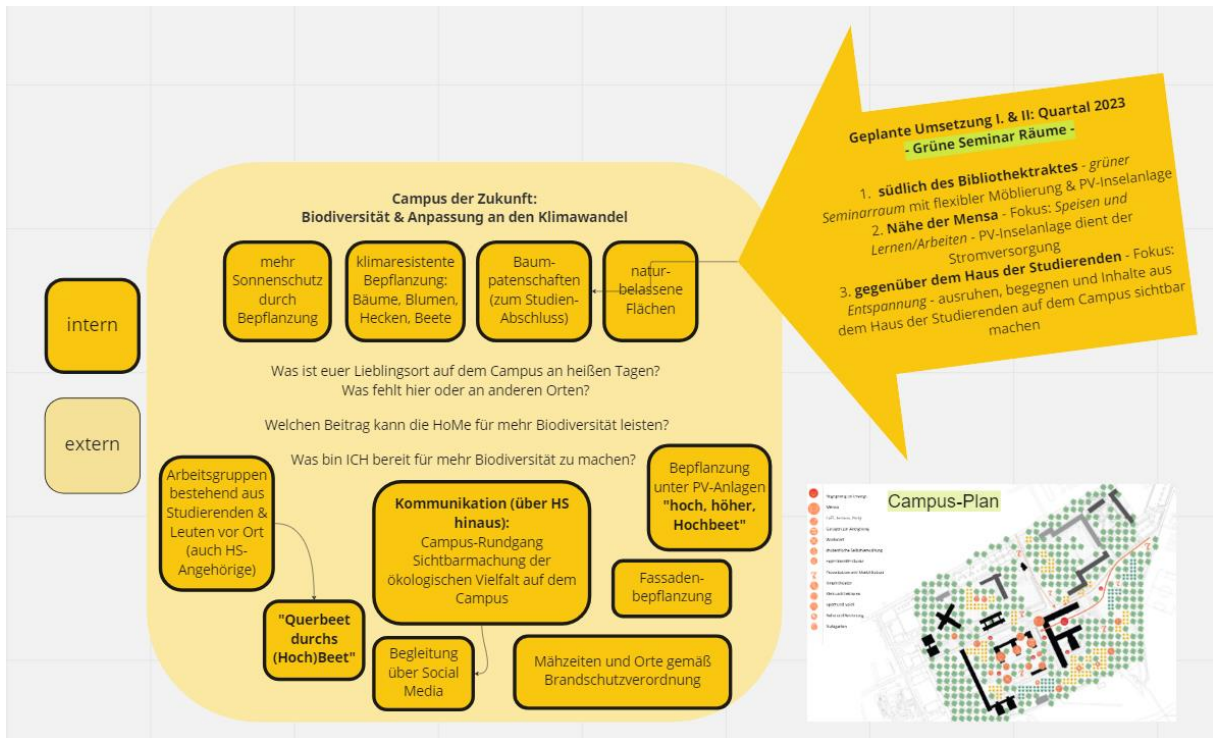 Geplante Umsetzung I. & II: Quartal 2023
- Grüne Seminar Räume -
1. südlich des Bibliothektraktes - grüner
Seminarraum mit flexibler Möblierung & PV-Inselanlage
2. Nähe der Mensa - Fokus: Speisen und
Lernen/Arbeiten - PV-Inselanlage dient der
Stromversorgung
3. gegenüber dem Haus der Studierenden - Fokus:
Entspannung - ausruhen, begegnen und Inhalte aus
dem Haus der Studierenden auf dem Campus sichtbar
machen
Campus der Zukunft:
Biodiversität & Anpassung an den Klimawandel
mehr
Sonnenschutz
durch
Bepflanzung
klimaresistente
Bepflanzung:
Bäume, Blumen,
Hecken, Beete
Baum-
patenschaften
(zum Studien-
Abschluss)
natur-
belassene
Flächen
intern
extern
Was ist euer Lieblingsort auf dem Campus an heißen Tagen?
Was fehlt hier oder an anderen Orten?
Welchen Beitrag kann die HoMe für mehr Biodiversität leisten?
Was bin ICH bereit für mehr Biodiversität zu machen?
Arbeitsgruppen
bestehend aus
Studierenden &
Leuten vor Ort
(auch HS-
Angehörige)
Kommunikation (über HS
hinaus):
Campus-Rundgang
Sichtbarmachung der
ökologischen Vielfalt auf dem
Campus
Bepflanzung
unter PV-Anlagen
"hoch, höher,
Hochbeet"
Fassaden-
bepflanzung
"Querbeet
durchs
(Hoch)Beet"
Begleitung
über Social
Media
Mähzeiten und Orte gemäß
Brandschutzverordnung
Campus-Plan